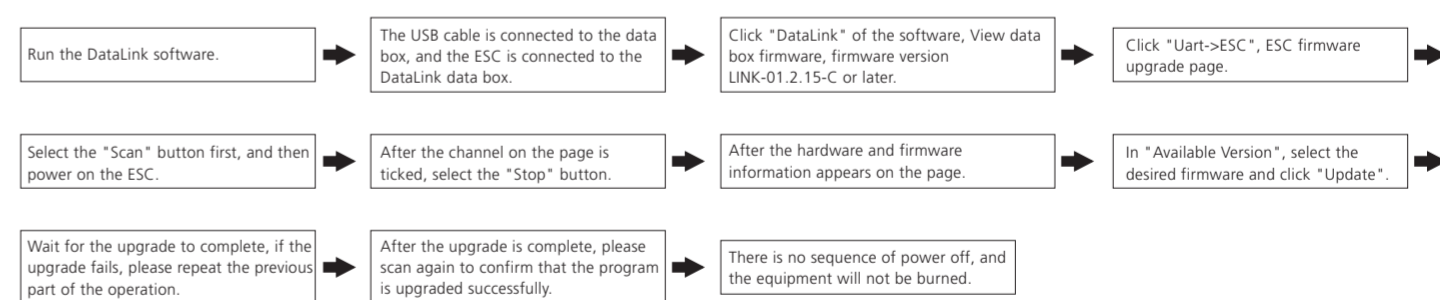 Run the DataLink software.
The USB cable is connected to the data
box, and the ESC is connected to the
DataLink data box.
Click "DataLink" of the software, View data
box firmware, firmware version
LINK-01.2.15-C or later.
Click "Uart->ESC", ESC firmware
upgrade page.
Select the "Scan" button first, and then
power on the ESC.
After the channel on the page is
ticked, select the "Stop" button.
After the hardware and firmware
information appears on the page.
In "Available Version", select the
desired firmware and click "Update".
Wait for the upgrade to complete, if the
upgrade fails, please repeat the previous
part of the operation.
After the upgrade is complete, please
scan again to confirm that the program
is upgraded successfully.
There is no sequence of power off, and
the equipment will not be burned.